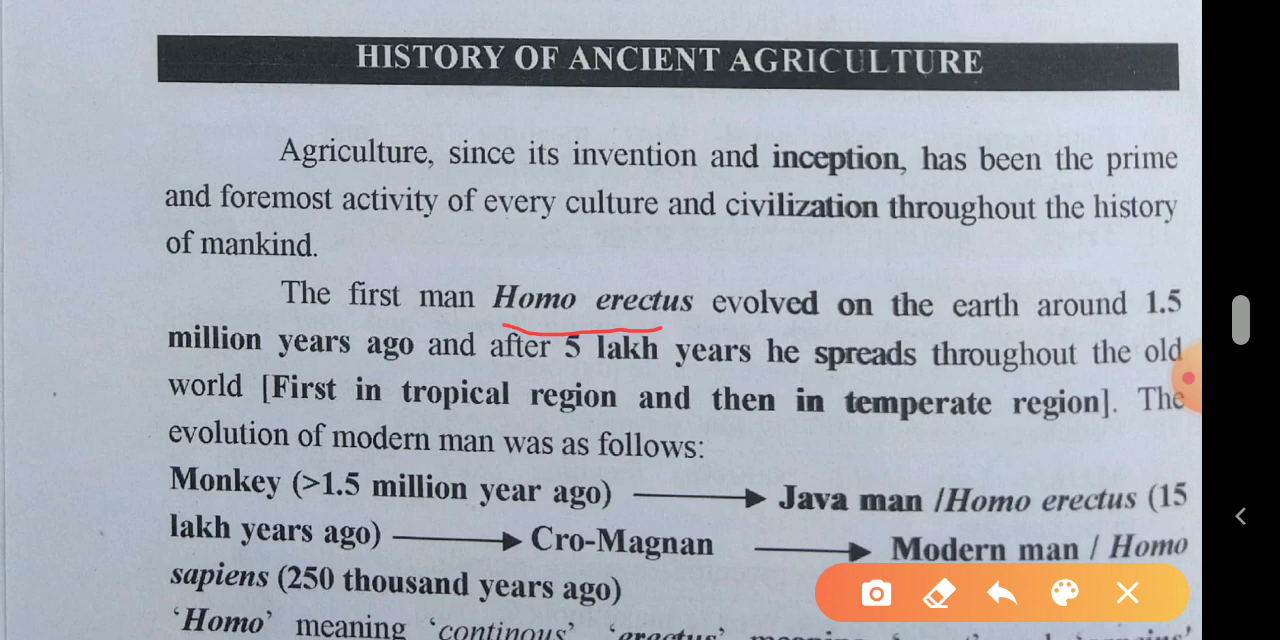 HISTORY OF ANCIENT AGRICULTURE
Agriculture, since its invention and inception, has been the prime
and foremost activity of every culture and civilization throughout the history
of mankind.
The first man Homo erectus evolved on the earth around 1.5
million years ago and after 5 lakh years he spreads throughout the old
world [First in tropical region and then in temperate region]. The
evolution of modern man was as follows:
Monkey (>1.5 million year ago) → Java man /Homo erectus (15
lakh years ago) → Cro-Magnan → Modern man / Homo
sapiens (250 thousand years ago)
‘Homo’ meaning ‘continous’ ‘erectus’ meaning